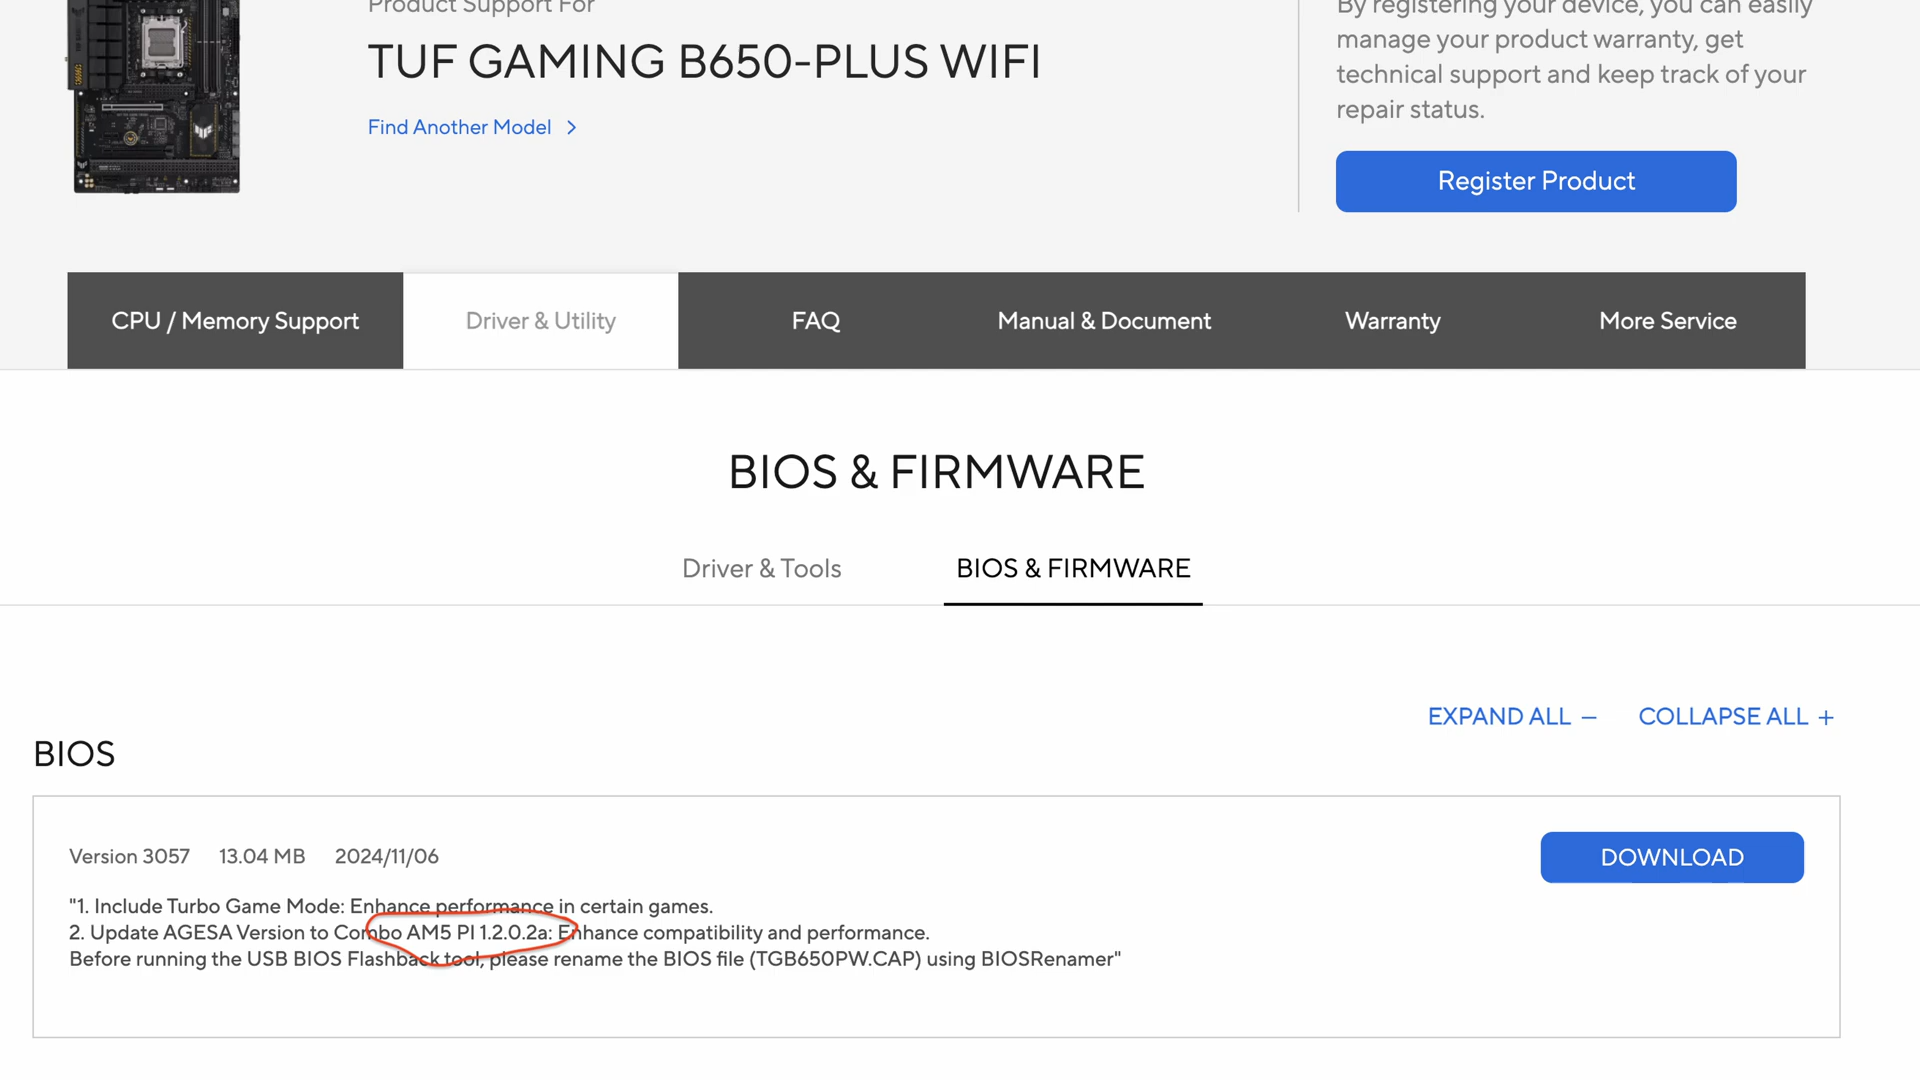 Product Support For
TUF GAMING B650-PLUS WIFI
Find Another Model
By registering your device, you can easily
manage your product warranty, get
technical support and keep track of your
repair status.
Register Product
CPU / Memory Support
Driver & Utility
FAQ
Manual & Document
Warranty
More Service
BIOS & FIRMWARE
Driver & Tools
BIOS & FIRMWARE
EXPAND ALL –
COLLAPSE ALL +
BIOS
Version 3057 13.04 MB 2024/11/06
DOWNLOAD
"1. Include Turbo Game Mode: Enhance performance in certain games.
2. Update AGESA Version to Combo AM5 PI 1.2.0.2a: Enhance compatibility and performance.
Before running the USB BIOS Flashback tool, please rename the BIOS file (TGB650PW.CAP) using BIOSRenamer"